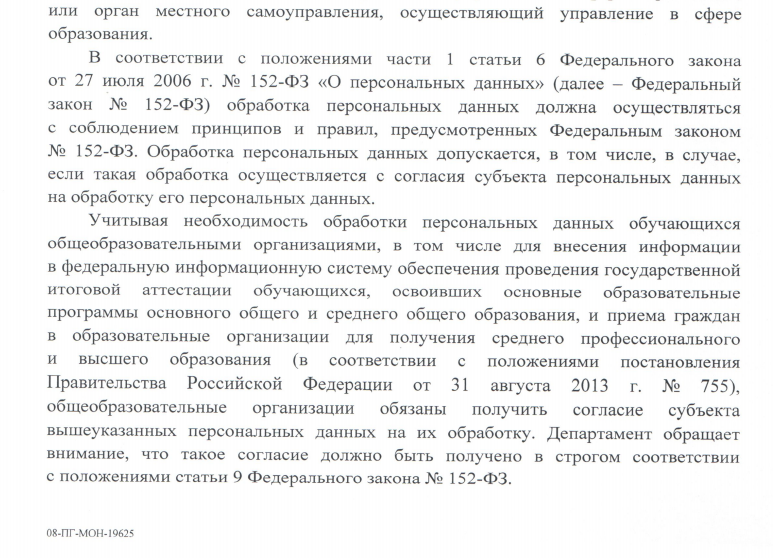 или орган местного самоуправления, осуществляющий управление в сфере
образования.
В соответствии с положениями части 1 статьи 6 Федерального закона
от 27 июля 2006 г. № 152-ФЗ «О персональных данных» (далее – Федеральный
закон № 152-ФЗ) обработка персональных данных должна осуществляться
с соблюдением принципов и правил, предусмотренных Федеральным законом
№ 152-ФЗ. Обработка персональных данных допускается, в том числе, в случае,
если такая обработка осуществляется с согласия субъекта персональных данных
на обработку его персональных данных.
Учитывая необходимость обработки персональных данных обучающихся
общеобразовательными организациями, в том числе для внесения информации
в федеральную информационную систему обеспечения проведения государственной
итоговой аттестации обучающихся, освоивших основные образовательные
программы основного общего и среднего общего образования, и приема граждан
в образовательные организации для получения среднего профессионального
и высшего образования (в соответствии с положениями постановления
Правительства Российской Федерации от 31 августа 2013 г. № 755),
общеобразовательные организации обязаны получить согласие субъекта
вышеуказанных персональных данных на их обработку. Департамент обращает
внимание, что такое согласие должно быть получено в строгом соответствии
с положениями статьи 9 Федерального закона № 152-ФЗ.
08-ПГ-МОН-19625